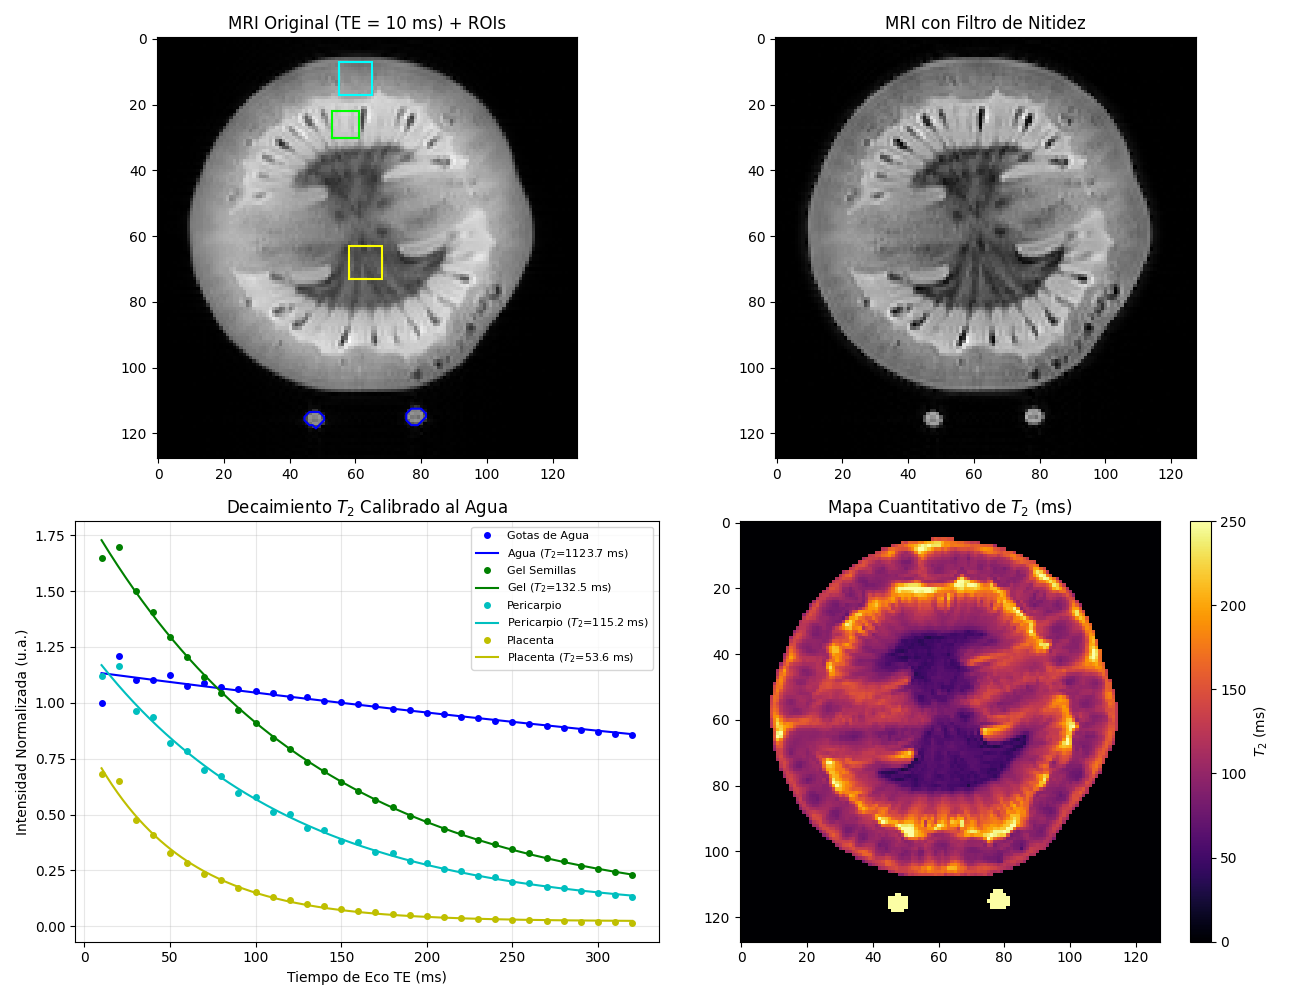 MRI Original (TE = 10 ms) + ROIs
0
20
40
60
80
100
120
0 20 40 60 80 100 120
MRI con Filtro de Nitidez
0
20
40
60
80
100
120
0 20 40 60 80 100 120
Decaimiento T₂ Calibrado al Agua
Intensidad Normalizada (u.a.)
1.75
1.50
1.25
1.00
0.75
0.50
0.25
0.00
Gotas de Agua
Agua (T₂=1123.7 ms)
Gel Semillas
Gel (T₂=132.5 ms)
Pericarpio
Pericarpio (T₂=115.2 ms)
Placenta
Placenta (T₂=53.6 ms)
0 50 100 150 200 250 300
Tiempo de Eco TE (ms)
Mapa Cuantitativo de T₂ (ms)
0
20
40
60
80
100
120
0 20 40 60 80 100 120
250
200
150
100
50
0
T₂ (ms)